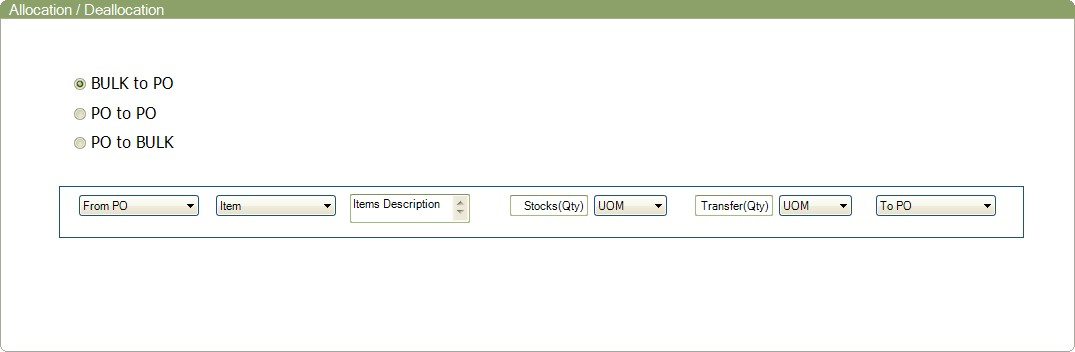 Allocation / Deallocation
BULK to PO
PO to PO
PO to BULK
From PO Item Items Description Stocks(Qty) UOM Transfer(Qty) UOM To PO